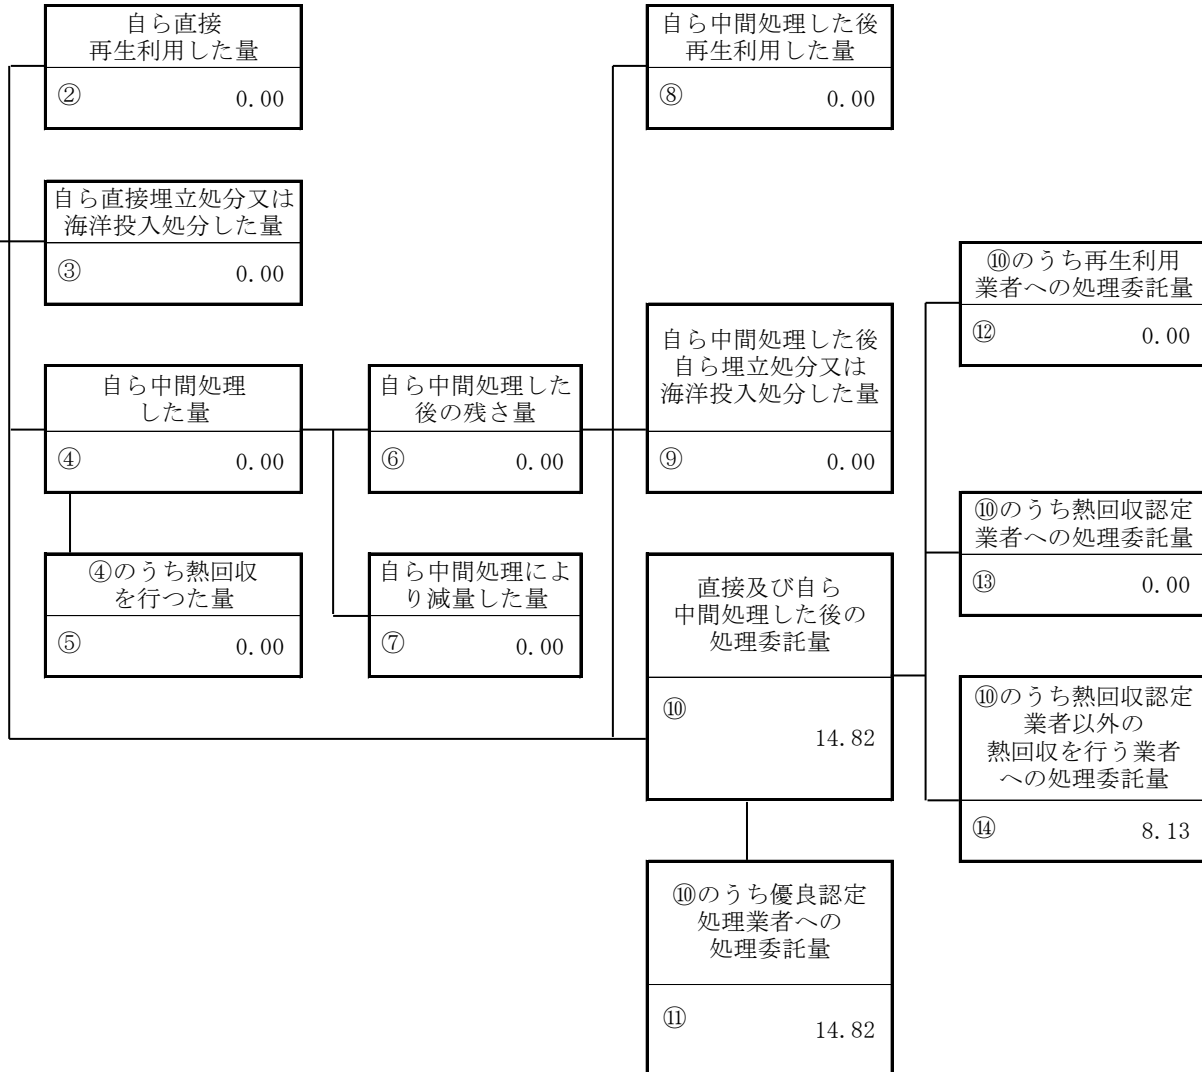 自ら直接
再生利用した量
② 0.00
自ら中間処理した後
再生利用した量
⑧ 0.00
自ら直接埋立処分又は
海洋投入処分した量
③ 0.00
⑩のうち再生利用
業者への処理委託量
⑫ 0.00
自ら中間処理
した量
④ 0.00
自ら中間処理した
後の残さ量
⑥ 0.00
自ら中間処理した後
自ら埋立処分又は
海洋投入処分した量
⑨ 0.00
⑩のうち熱回収認定
業者への処理委託量
⑬ 0.00
④のうち熱回収
を行つた量
⑤ 0.00
自ら中間処理によ
り減量した量
⑦ 0.00
直接及び自ら
中間処理した後の
処理委託量
⑩
14.82
⑩のうち熱回収認定
業者以外の
熱回収を行う業者
への処理委託量
⑭ 8.13
⑩のうち優良認定
処理業者への
処理委託量
⑪
14.82